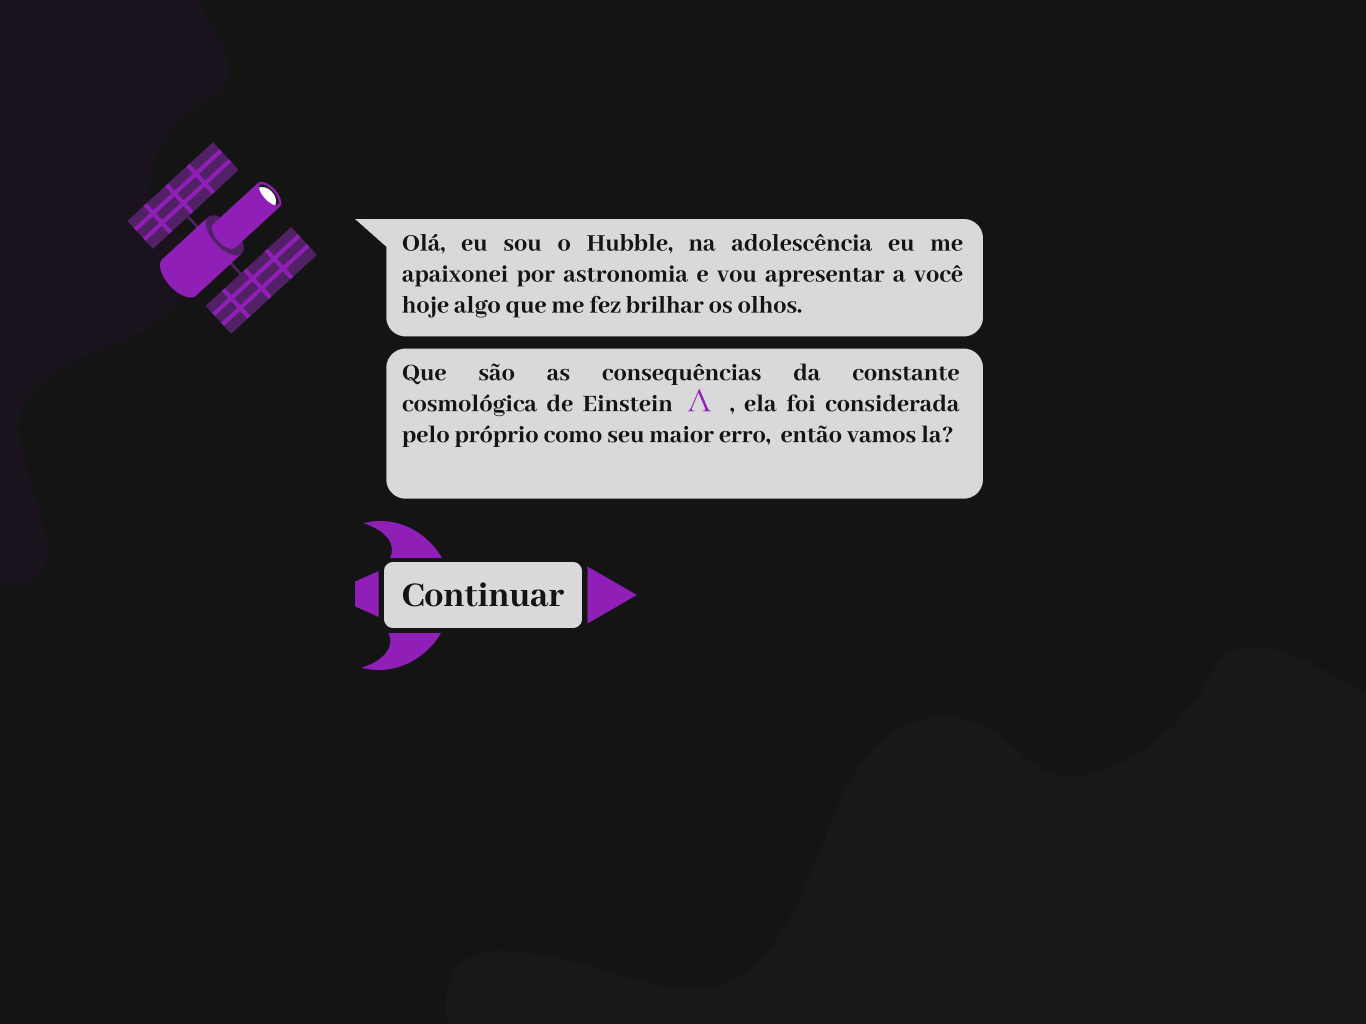 Olá, eu sou o Hubble, na adolescência eu me
apaixonei por astronomia e vou apresentar a você
hoje algo que me fez brilhar os olhos.
Que são as consequências da constante
cosmológica de Einstein Λ , ela foi considerada
pelo próprio como seu maior erro, então vamos la?
Continuar